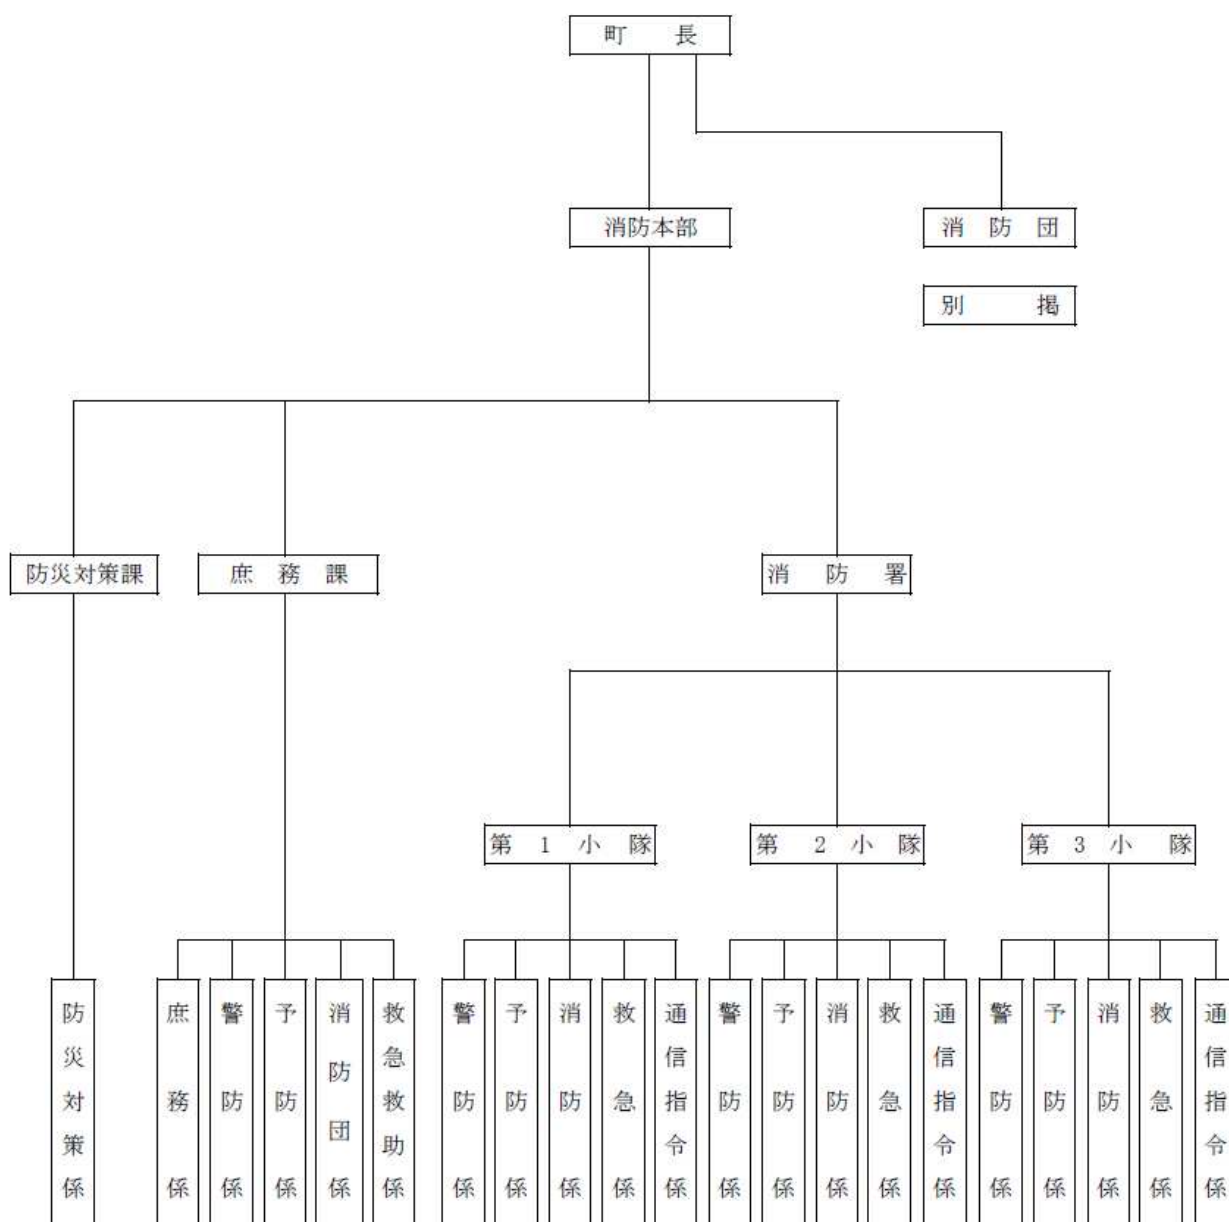 町長
消防本部
消防団
別掲
防災対策課
庶務課
消防署
第1小隊
第2小隊
第3小隊
防災対策係
庶務係
警防係
予防係
消防団係
救急救助係
警防係
予防係
消防係
救急係
通信指令係
警防係
予防係
消防係
救急係
通信指令係
警防係
予防係
消防係
救急係
通信指令係